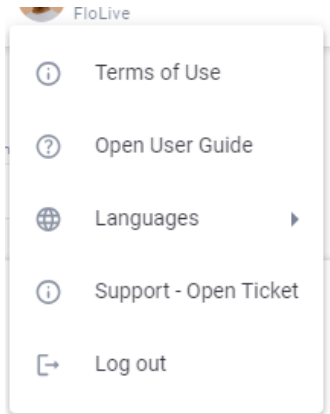 FloLive
Terms of Use
Open User Guide
Languages
Support - Open Ticket
Log out